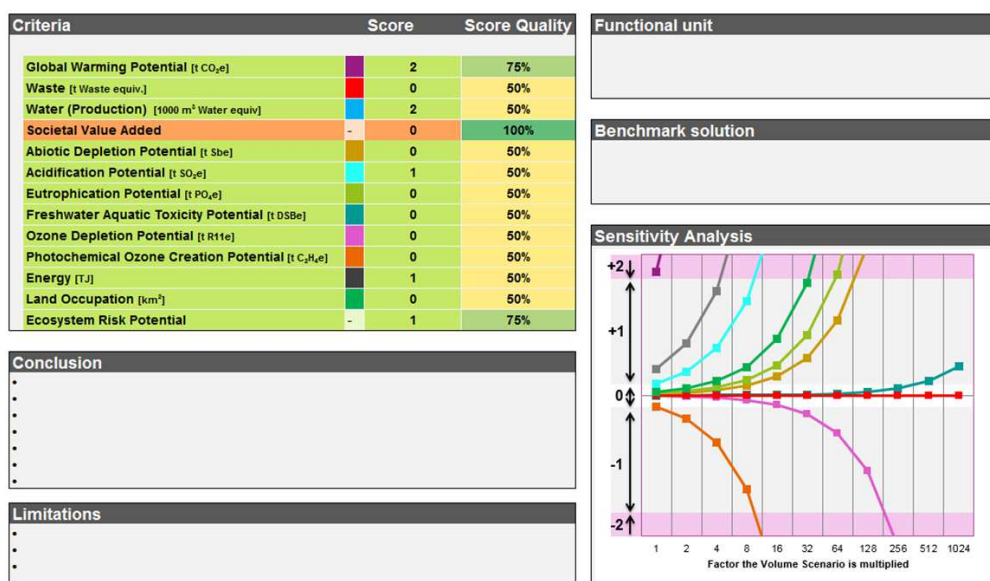 Criteria Score Score Quality
Global Warming Potential [t CO₂e] 2 75%
Waste [t Waste equiv.] 0 50%
Water (Production) [1000 m³ Water equiv] 2 50%
Societal Value Added - 0 100%
Abiotic Depletion Potential [t Sbe] 0 50%
Acidification Potential [t SO₂e] 1 50%
Eutrophication Potential [t PO₄e] 0 50%
Freshwater Aquatic Toxicity Potential [t DSBe] 0 50%
Ozone Depletion Potential [t R11e] 0 50%
Photochemical Ozone Creation Potential [t C₂H₄e] 0 50%
Energy [TJ] 1 50%
Land Occupation [km²] 0 50%
Ecosystem Risk Potential - 1 75%
Conclusion
•
•
•
•
•
•
•
Limitations
•
•
•
Functional unit
Benchmark solution
Sensitivity Analysis
+2
+1
0
-1
-2
1 2 4 8 16 32 64 128 256 512 1024
Factor the Volume Scenario is multiplied